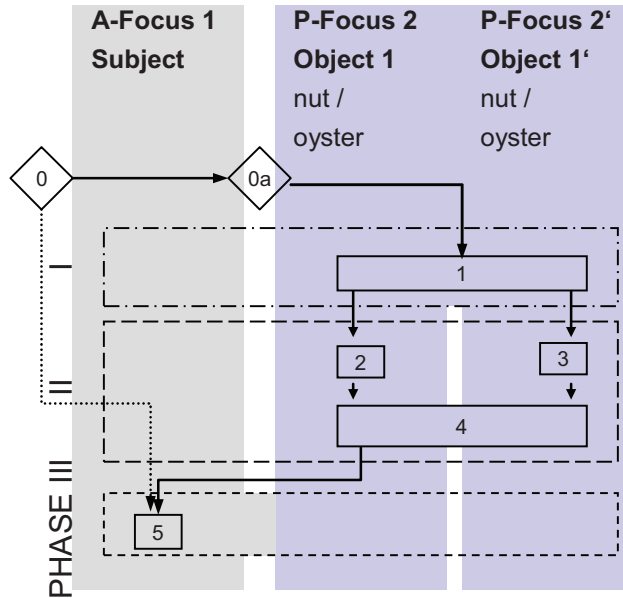 A-Focus 1
Subject
P-Focus 2
Object 1
nut /
oyster
P-Focus 2‘
Object 1‘
nut /
oyster
0
0a
I
1
2
3
II
4
PHASE III
5